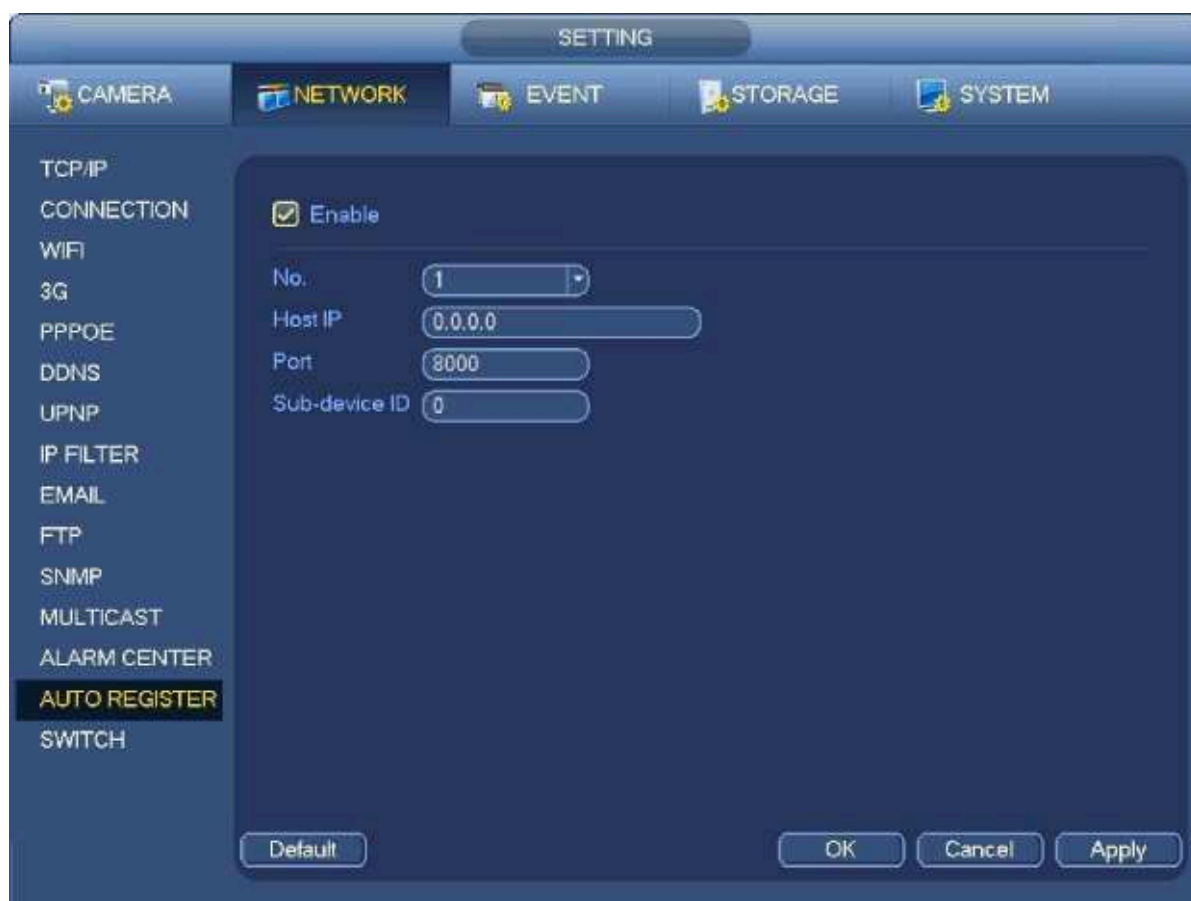 SETTING
CAMERA NETWORK EVENT STORAGE SYSTEM
TCP/IP
CONNECTION
WIFI
3G
PPPOE
DDNS
UPNP
IP FILTER
EMAIL
FTP
SNMP
MULTICAST
ALARM CENTER
AUTO REGISTER
SWITCH
Enable
No. 1
Host IP 0.0.0.0
Port 8000
Sub-device ID 0
Default OK Cancel Apply